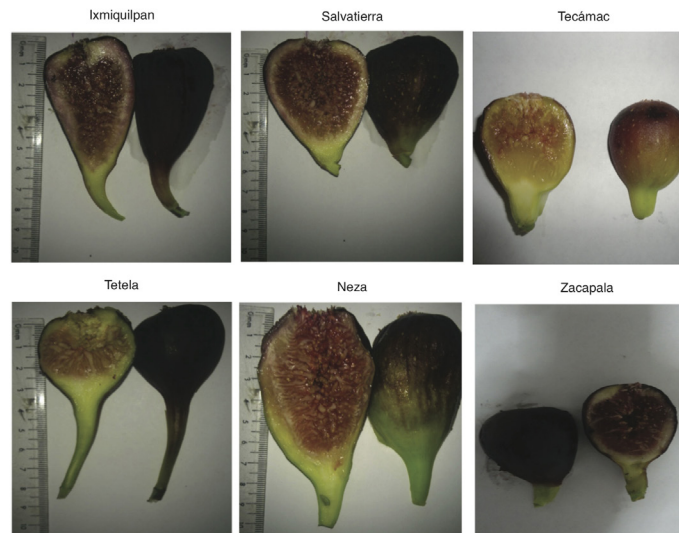 Ixmiquilpan
Salvatierra
Tecámac
Tetela
Neza
Zacapala